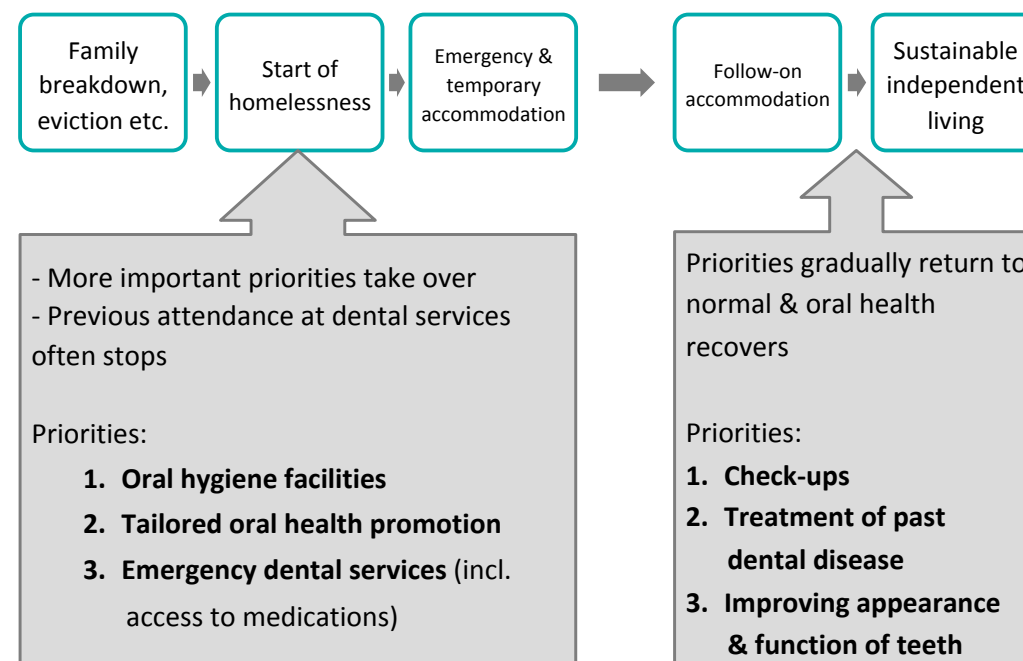 Family
breakdown,
eviction etc.
Start of
homelessness
Emergency &
temporary
accommodation
Follow-on
accommodation
Sustainable
independent
living
- More important priorities take over
- Previous attendance at dental services
often stops
Priorities:
1. Oral hygiene facilities
2. Tailored oral health promotion
3. Emergency dental services (incl.
access to medications)
Priorities gradually return to
normal & oral health
recovers
Priorities:
1. Check-ups
2. Treatment of past
dental disease
3. Improving appearance
& function of teeth